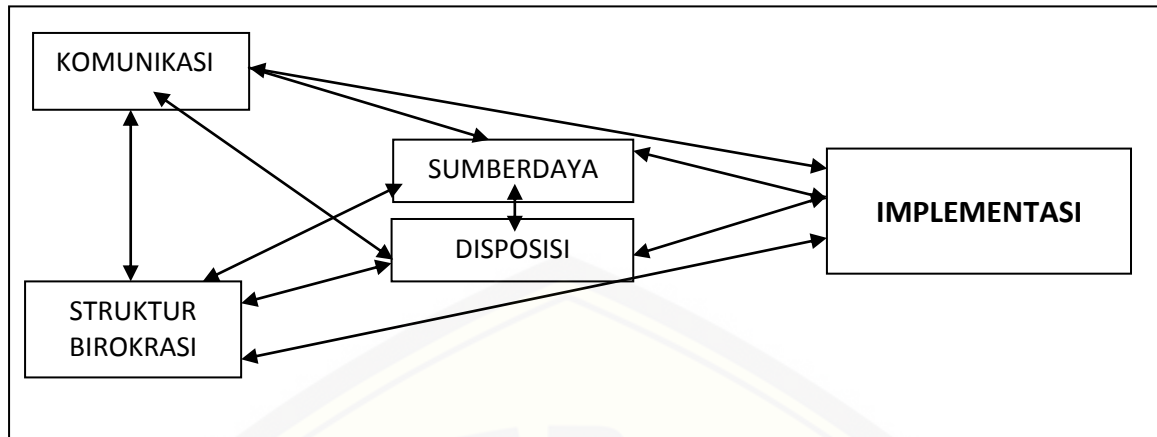 KOMUNIKASI
SUMBERDAYA
DISPOSISI
STRUKTUR
BIROKRASI
IMPLEMENTASI